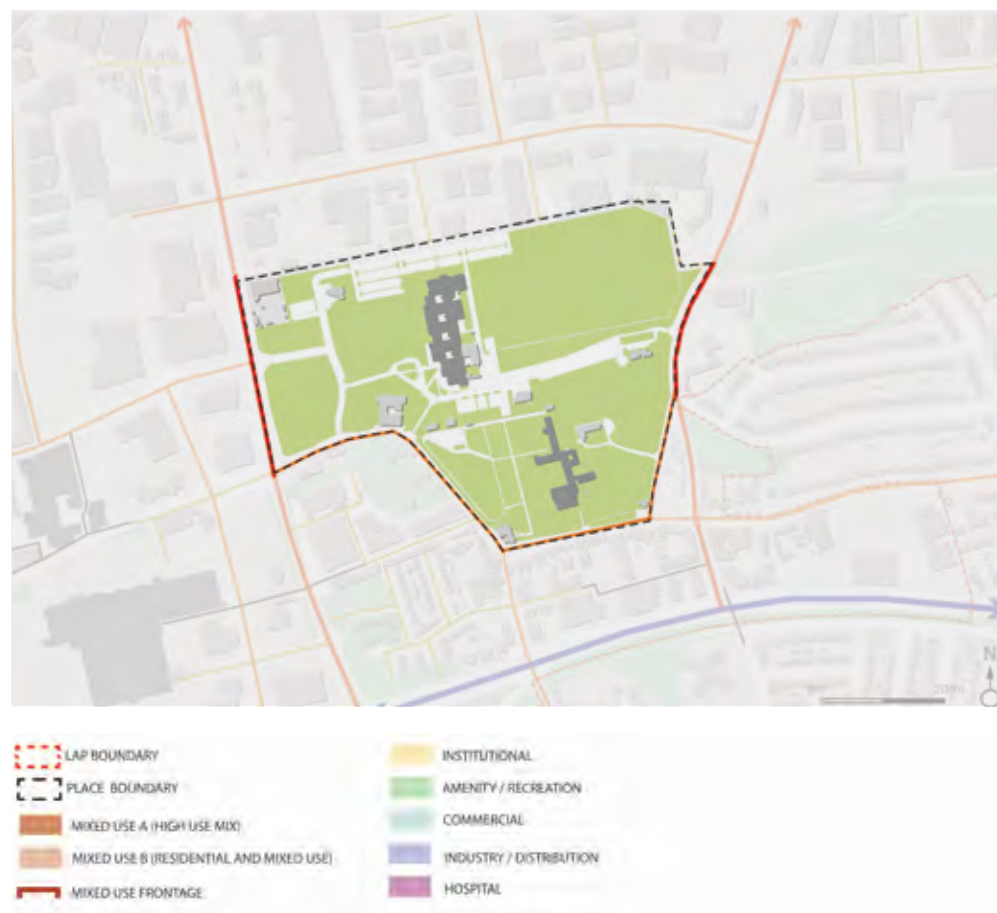 N
LAP BOUNDARY
PLACE BOUNDARY
MIXED USE A (HIGH USE MIX)
MIXED USE B (RESIDENTIAL AND MIXED USE)
MIXED USE FRONTAGE
INSTITUTIONAL
AMENITY / RECREATION
COMMERCIAL
INDUSTRY / DISTRIBUTION
HOSPITAL